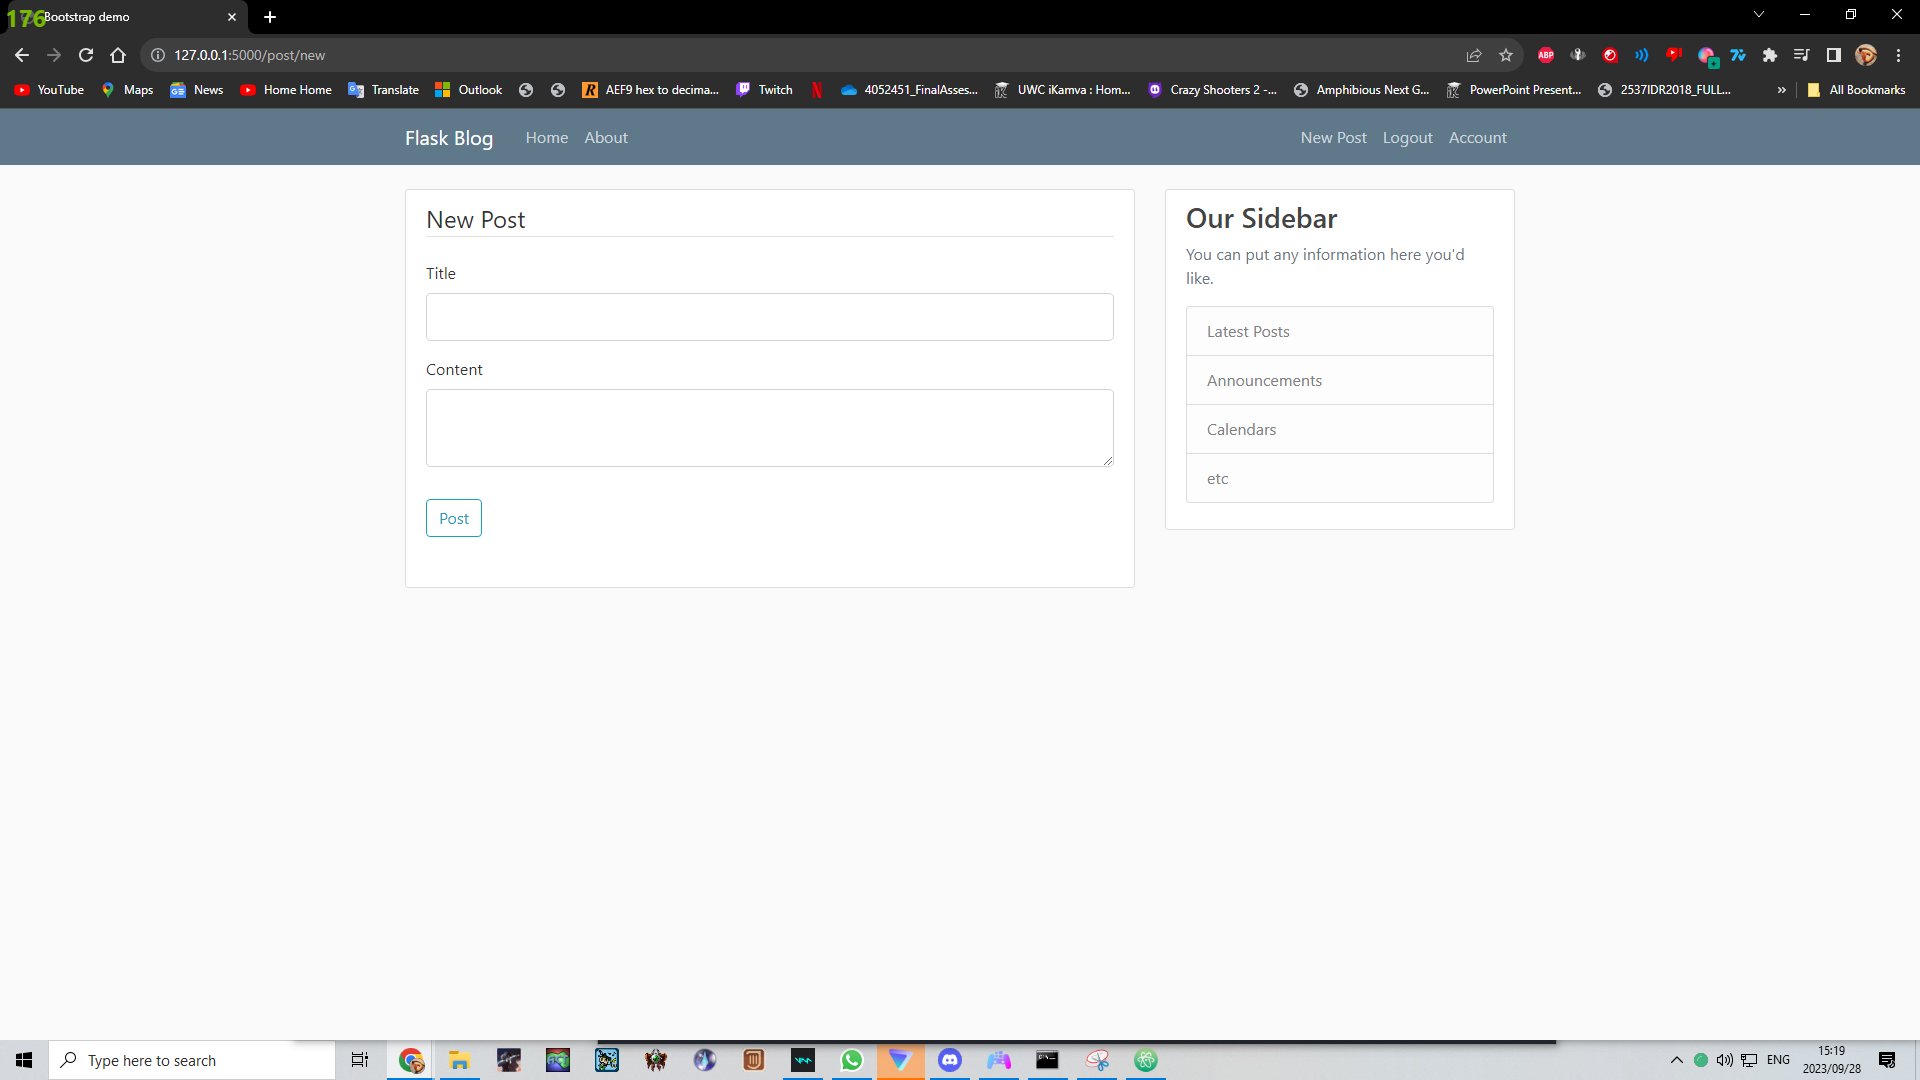 176
Bootstrap demo
127.0.0.1:5000/post/new
ABP
YouTube Maps News Home Home Translate Outlook AEF9 hex to decima... Twitch 4052451_FinalAsses... UWC iKamva : Hom... Crazy Shooters 2 -... Amphibious Next G... PowerPoint Present... 2537IDR2018_FULL... » All Bookmarks
Flask Blog Home About New Post Logout Account
New Post
Title
Content
Post
Our Sidebar
You can put any information here you'd
like.
Latest Posts
Announcements
Calendars
etc
Type here to search
ENG
15:19
2023/09/28